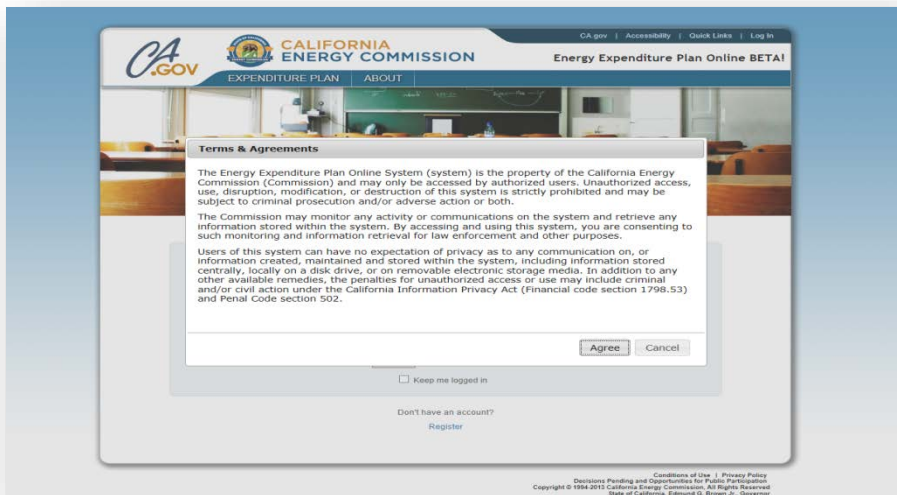 CA.gov | Accessibility | Quick Links | Log In
CA
.GOV
CALIFORNIA
ENERGY COMMISSION
Energy Expenditure Plan Online BETA!
EXPENDITURE PLAN | ABOUT
Terms & Agreements
The Energy Expenditure Plan Online System (system) is the property of the California Energy
Commission (Commission) and may only be accessed by authorized users. Unauthorized access,
use, disruption, modification, or destruction of this system is strictly prohibited and may be
subject to criminal prosecution and/or adverse action or both.
The Commission may monitor any activity or communications on the system and retrieve any
information stored within the system. By accessing and using this system, you are consenting to
such monitoring and information retrieval for law enforcement and other purposes.
Users of this system can have no expectation of privacy as to any communication on, or
information created, maintained and stored within the system, including information stored
centrally, locally on a disk drive, or on removable electronic storage media. In addition to any
other available remedies, the penalties for unauthorized access or use may include criminal
and/or civil action under the California Information Privacy Act (Financial code section 1798.53)
and Penal Code section 502.
Agree Cancel
Keep me logged in
Don't have an account?
Register
Conditions of Use | Privacy Policy
Decisions Pending and Opportunities for Public Participation
Copyright © 1994-2013 California Energy Commission, All Rights Reserved
State of California, Edmund G. Brown Jr., Governor